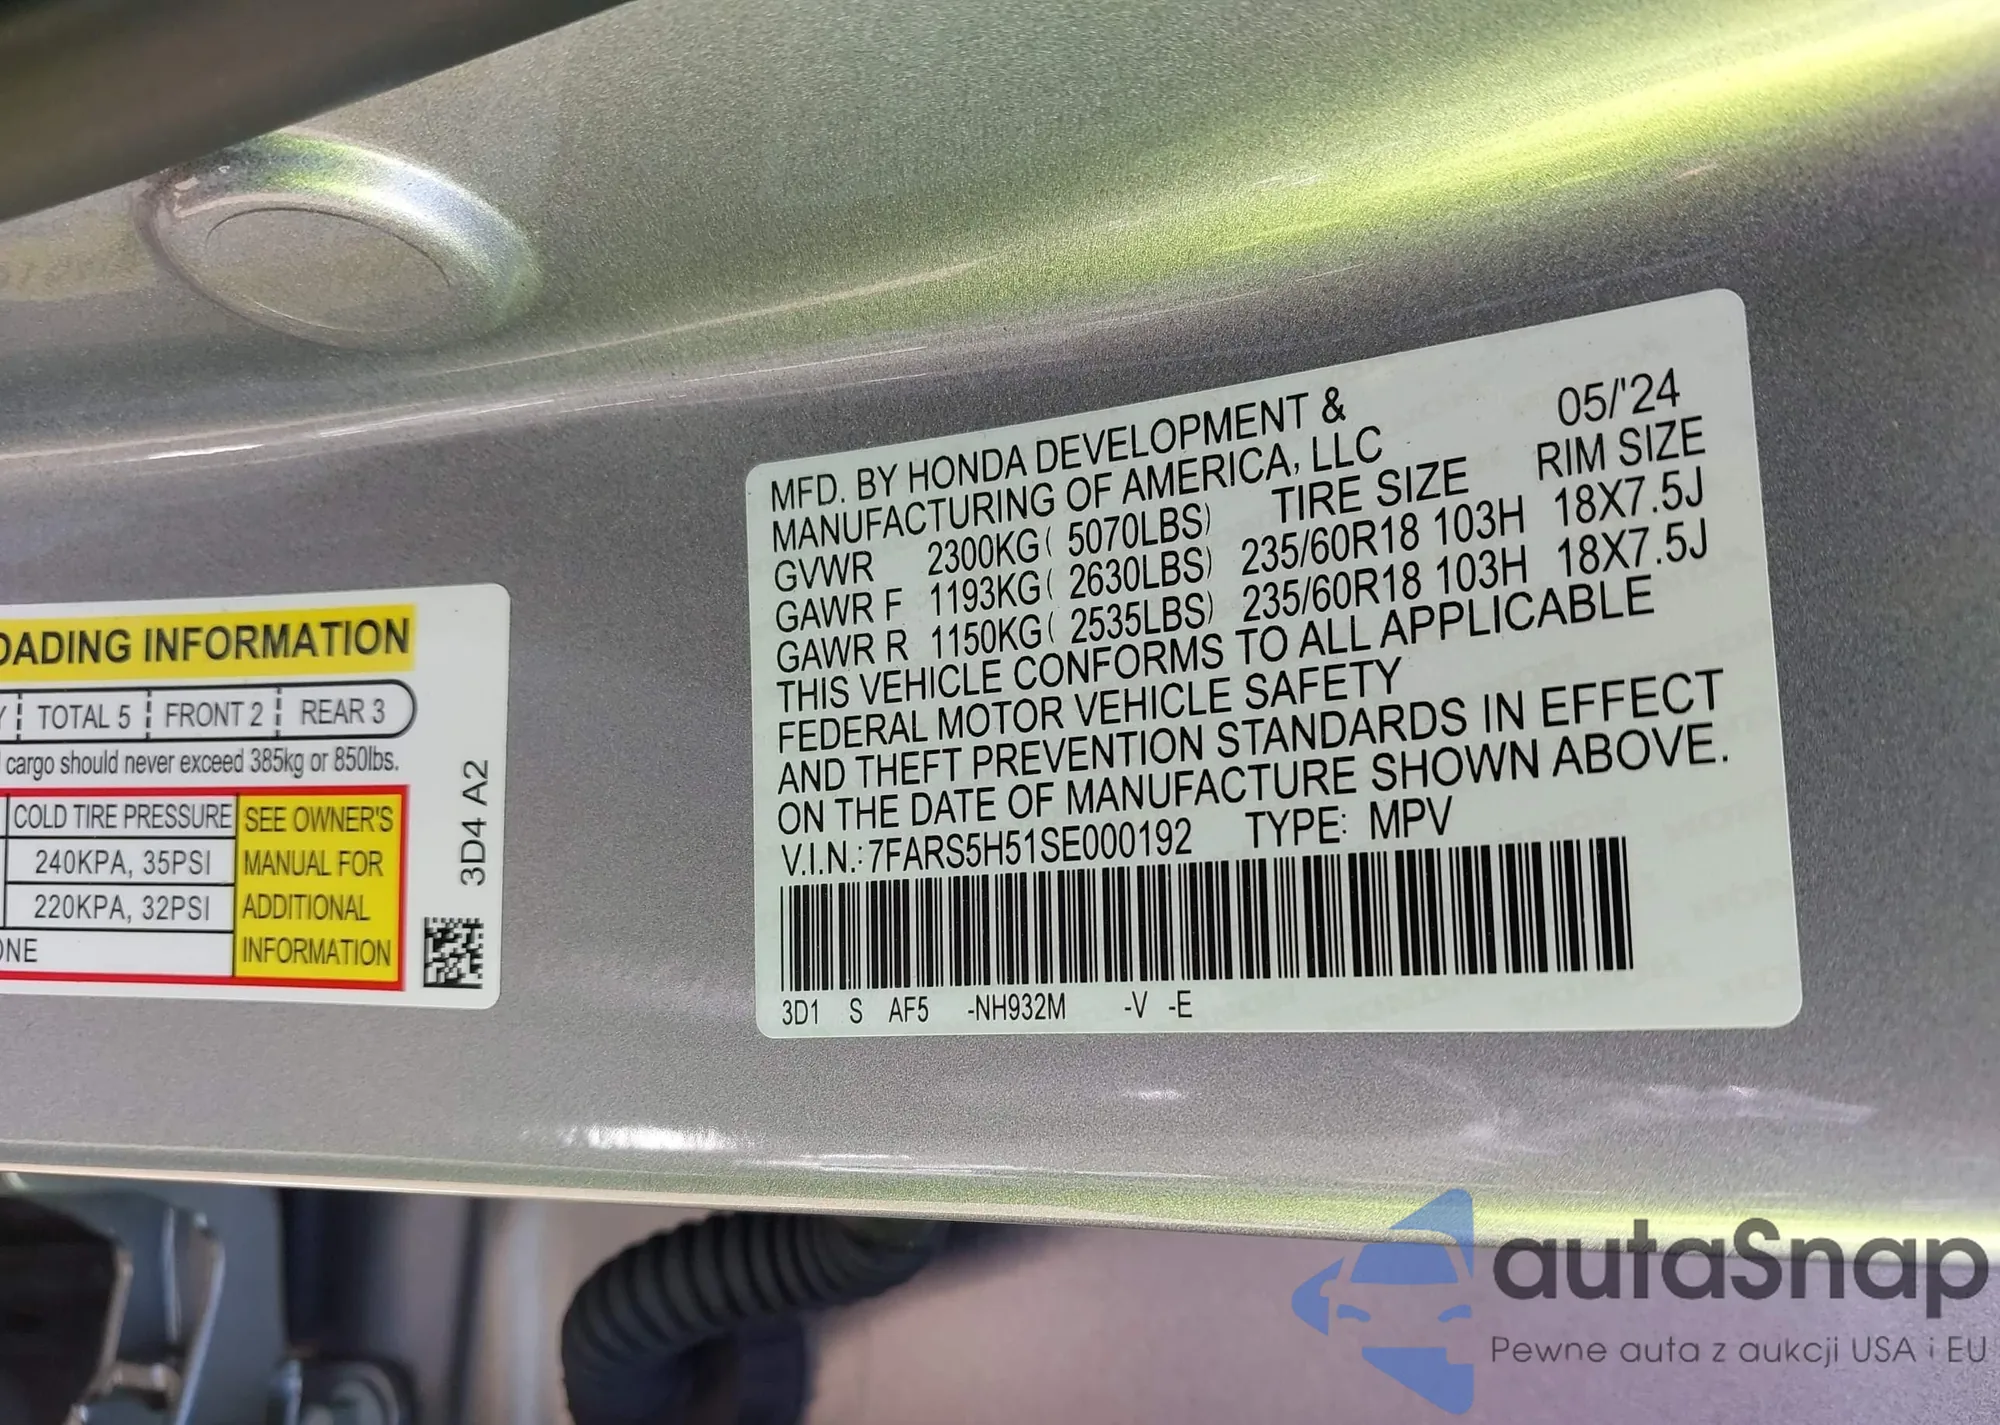 MFD. BY HONDA DEVELOPMENT & 05/'24
MANUFACTURING OF AMERICA, LLC
TIRE SIZE RIM SIZE
GVWR 2300KG( 5070LBS)
GAWR F 1193KG( 2630LBS) 235/60R18 103H 18X7.5J
GAWR R 1150KG( 2535LBS) 235/60R18 103H 18X7.5J
THIS VEHICLE CONFORMS TO ALL APPLICABLE
FEDERAL MOTOR VEHICLE SAFETY
AND THEFT PREVENTION STANDARDS IN EFFECT
ON THE DATE OF MANUFACTURE SHOWN ABOVE.
V.I.N.: 7FARS5H51SE000192 TYPE: MPV
3D1 S AF5 -NH932M -V -E
INFORMATION
TOTAL 5 FRONT 2 REAR 3
cargo should never exceed 385kg or 850lbs.
COLD TIRE PRESSURE
240KPA, 35PSI
220KPA, 32PSI
SEE OWNER'S
MANUAL FOR
ADDITIONAL
INFORMATION
3D4 A2
autaSnap
Pewne auta z aukcji USA i EU